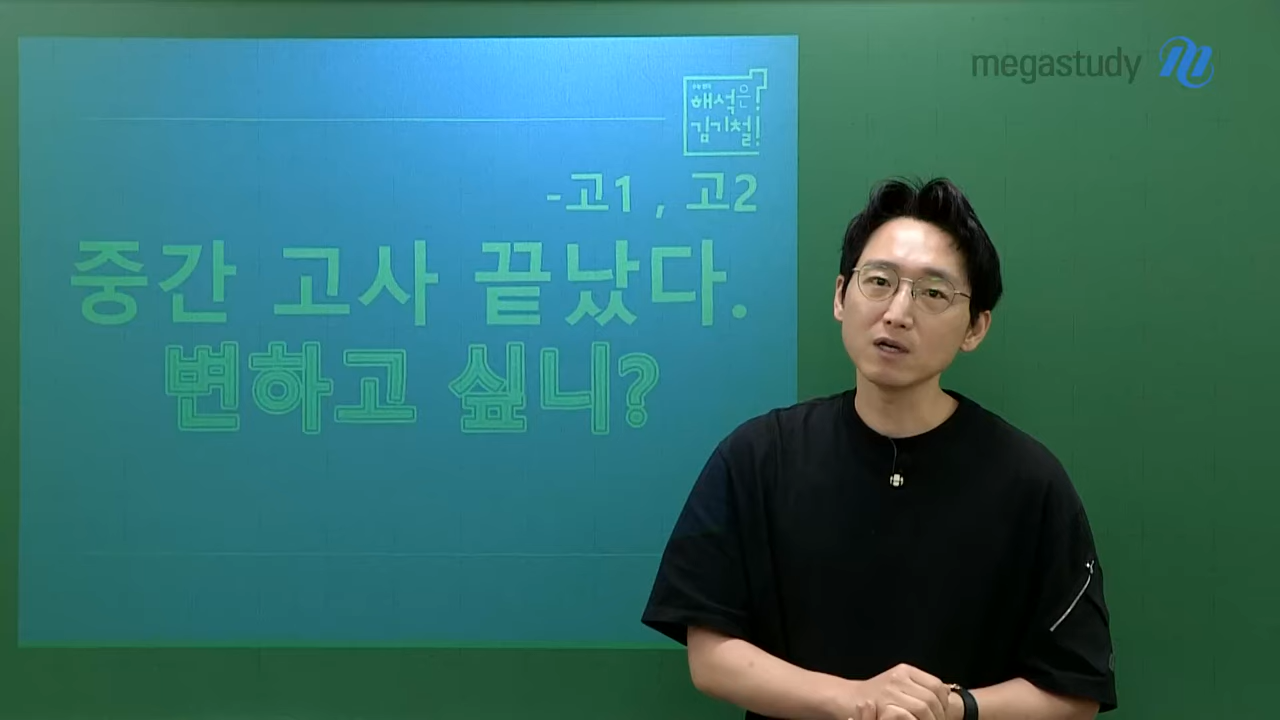 megastudy
해석은!
김기철!
-고1 , 고2
중간 고사 끝났다.
변하고 싶니?